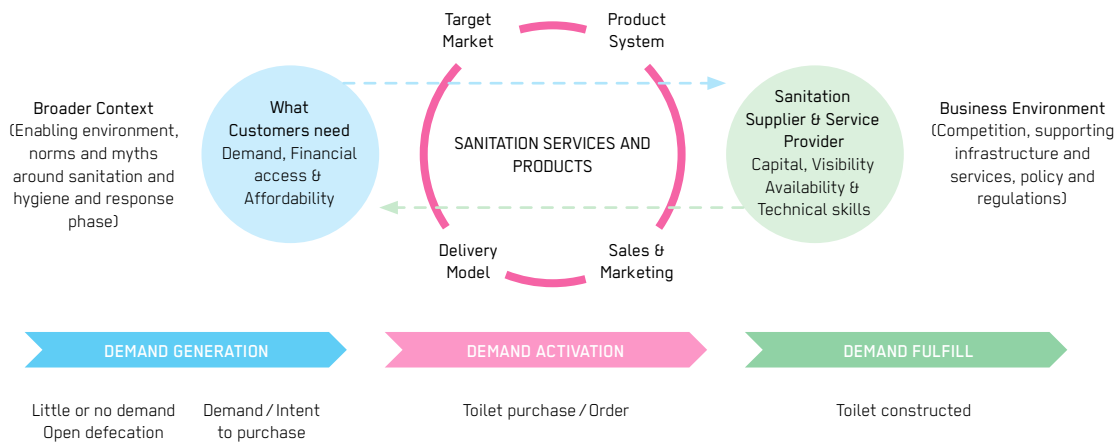 Target
Market
Product
System
Broader Context
(Enabling environment,
norms and myths
around sanitation and
hygiene and response
phase)
What
Customers need
Demand, Financial
access &
Affordability
SANITATION SERVICES AND
PRODUCTS
Sanitation
Supplier & Service
Provider
Capital, Visibility
Availability &
Technical skills
Business Environment
(Competition, supporting
infrastructure and
services, policy and
regulations)
Delivery
Model
Sales &
Marketing
DEMAND GENERATION
DEMAND ACTIVATION
DEMAND FULFILL
Little or no demand
Open defecation
Demand / Intent
to purchase
Toilet purchase / Order
Toilet constructed